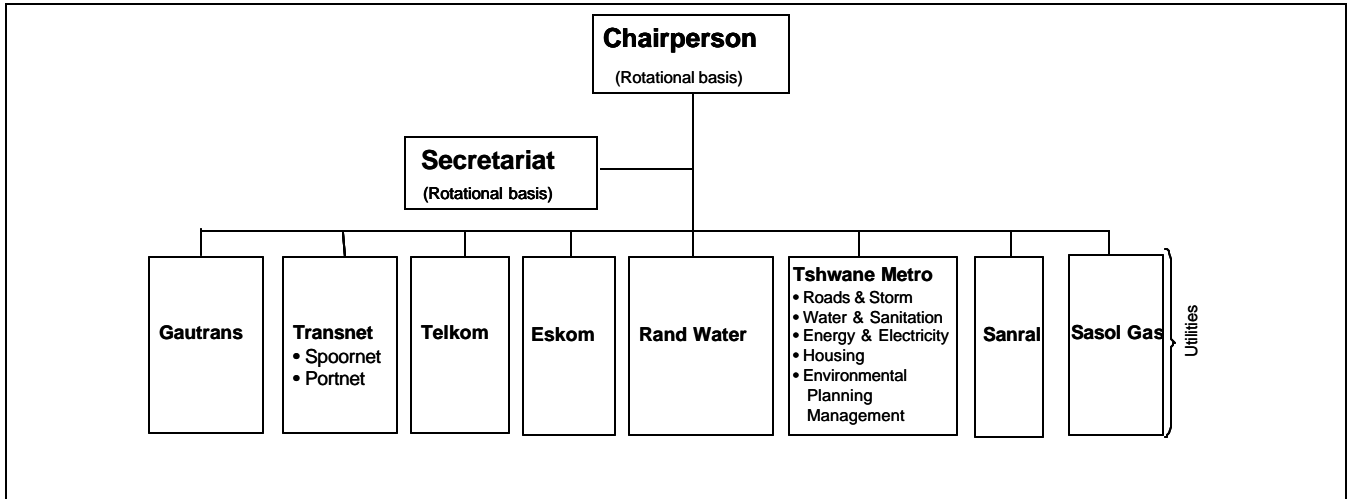 Chairperson
(Rotational basis)
Secretariat
(Rotational basis)
Gautrans
Transnet
• Spoornet
• Portnet
Telkom
Eskom
Rand Water
Tshwane Metro
• Roads & Storm
• Water & Sanitation
• Energy & Electricity
• Housing
• Environmental
Planning
Management
Sanral
Sasol Gas
Utilities